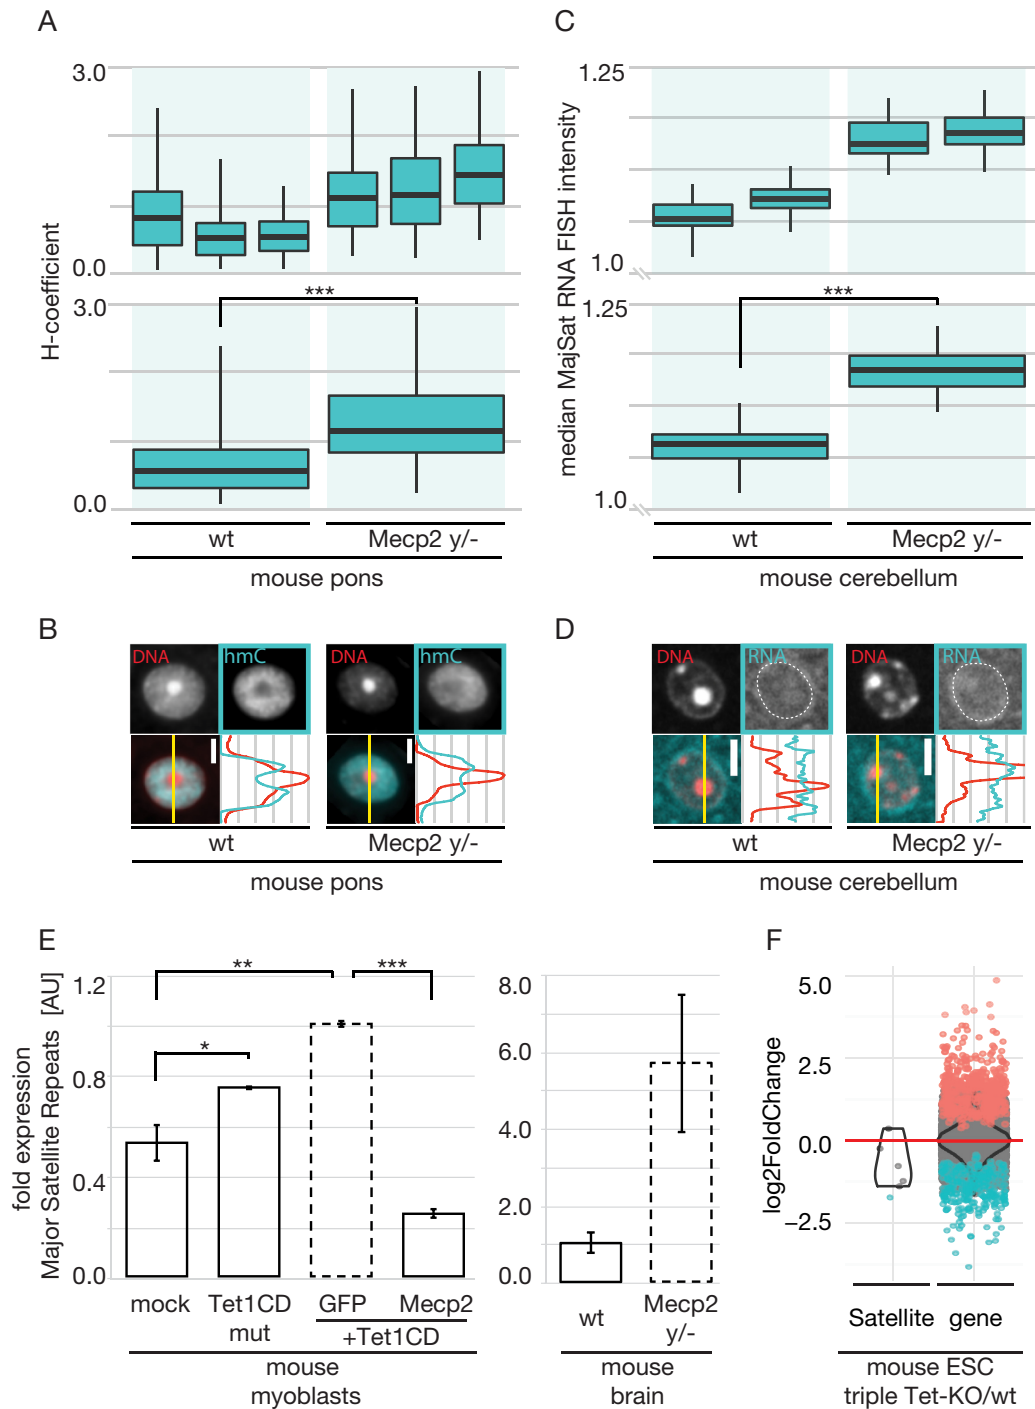 A
3.0
0.0
3.0
0.0
H-coefficient
***
wt
Mecp2 y/-
mouse pons
C
1.25
1.0
1.25
1.0
median MajSat RNA FISH intensity
***
wt
Mecp2 y/-
mouse cerebellum
B
DNA
hmC
DNA
hmC
wt
Mecp2 y/-
mouse pons
D
DNA
RNA
DNA
RNA
wt
Mecp2 y/-
mouse cerebellum
E
fold expression
Major Satellite Repeats [AU]
1.2
0.8
0.4
0.0
**
***
*
mock
Tet1CD
mut
GFP
Mecp2
+Tet1CD
mouse
myoblasts
8.0
6.0
4.0
2.0
0.0
wt
Mecp2
y/-
mouse
brain
F
log2FoldChange
5.0
2.5
0.0
−2.5
Satellite
gene
mouse ESC
triple Tet-KO/wt